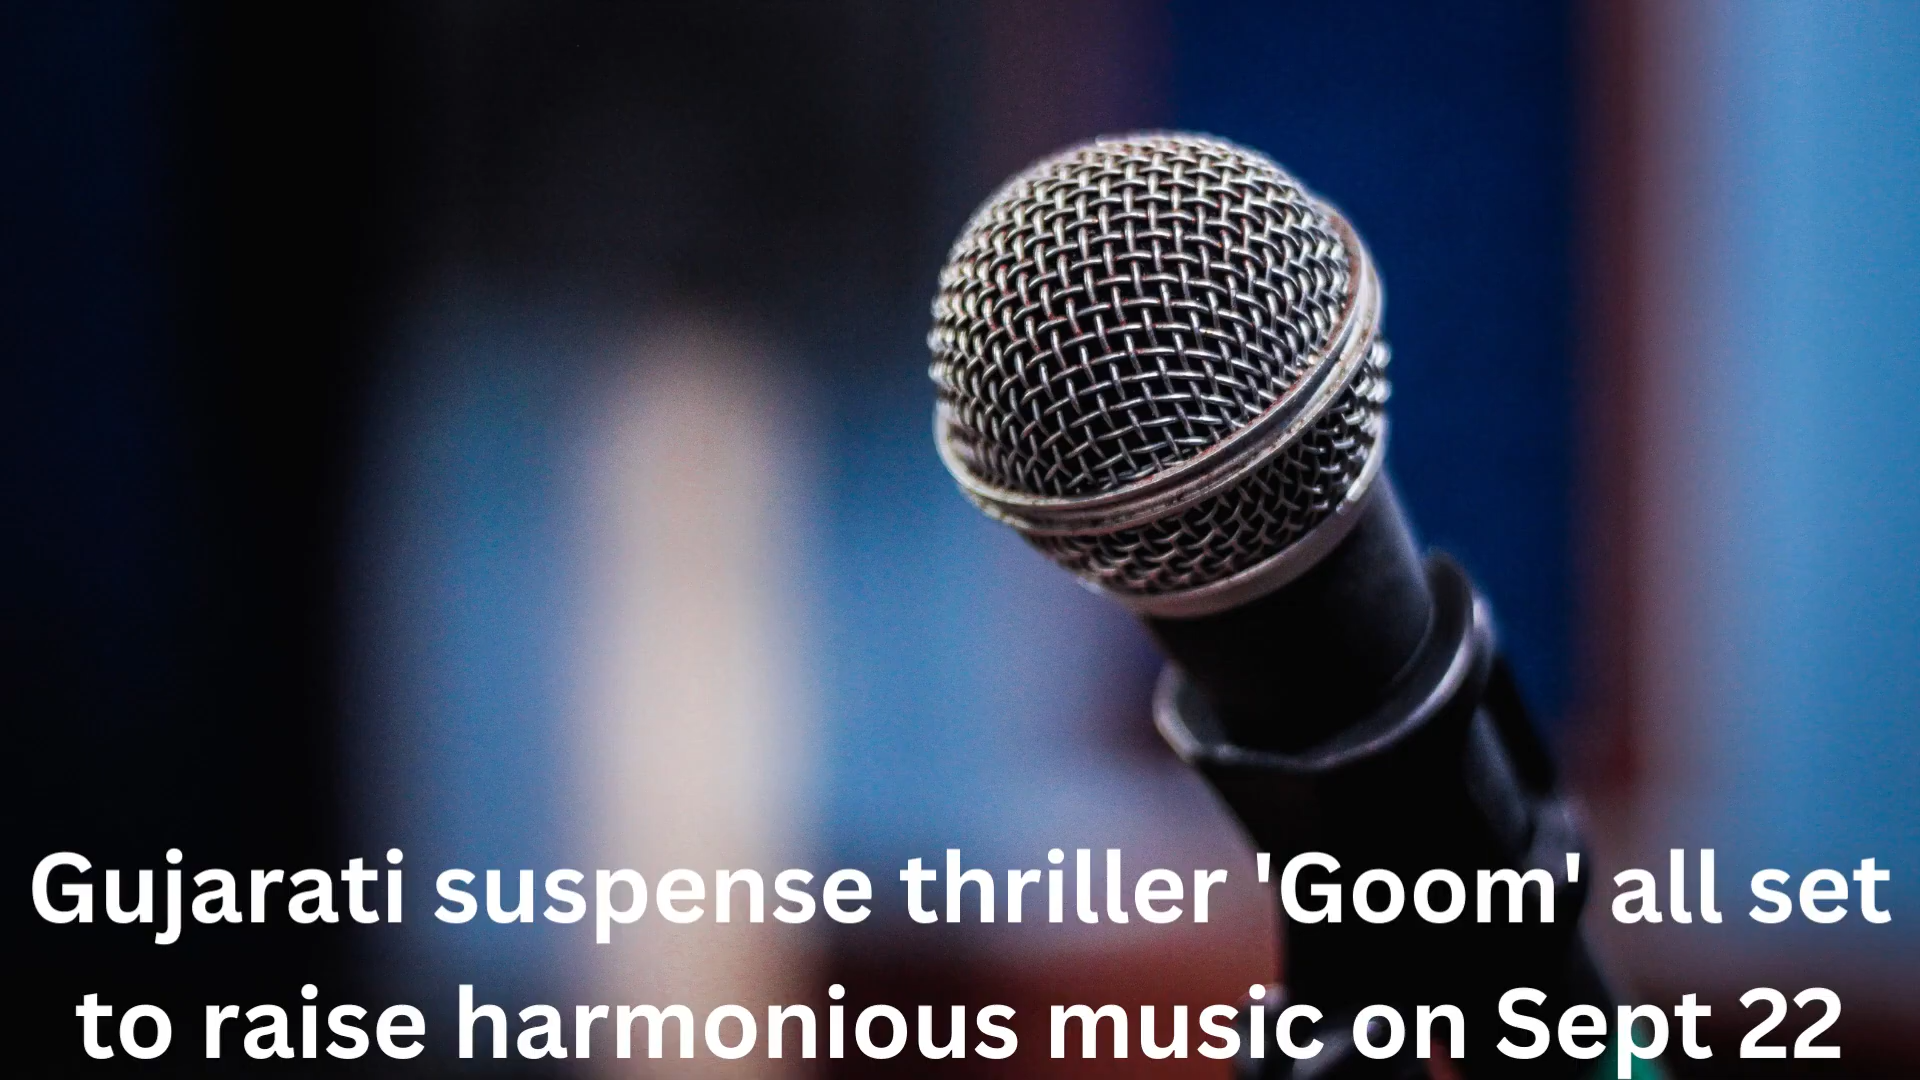 Gujarati suspense thriller 'Goom' all set
to raise harmonious music on Sept 22